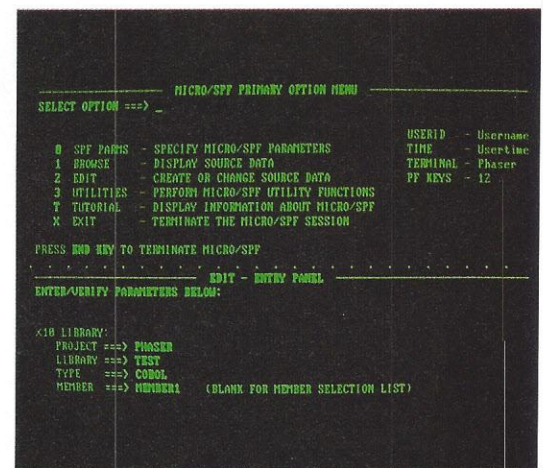 MICRO/SPF PRIMARY OPTION MENU
SELECT OPTION ===> _
USERID - Username
0 SPF PARMS - SPECIFY MICRO/SPF PARAMETERS TIME - Usertime
1 BROWSE - DISPLAY SOURCE DATA TERMINAL - Phaser
2 EDIT - CREATE OR CHANGE SOURCE DATA PF KEYS - 12
3 UTILITIES - PERFORM MICRO/SPF UTILITY FUNCTIONS
T TUTORIAL - DISPLAY INFORMATION ABOUT MICRO/SPF
X EXIT - TERMINATE THE MICRO/SPF SESSION
PRESS END KEY TO TERMINATE MICRO/SPF
EDIT - ENTRY PANEL
ENTER/VERIFY PARAMETERS BELOW:
LIBRARY:
PROJECT ===> PHASER
LIBRARY ===> TEST
TYPE ===> COBOL
MEMBER ===> MEMBER1 (BLANK FOR MEMBER SELECTION LIST)